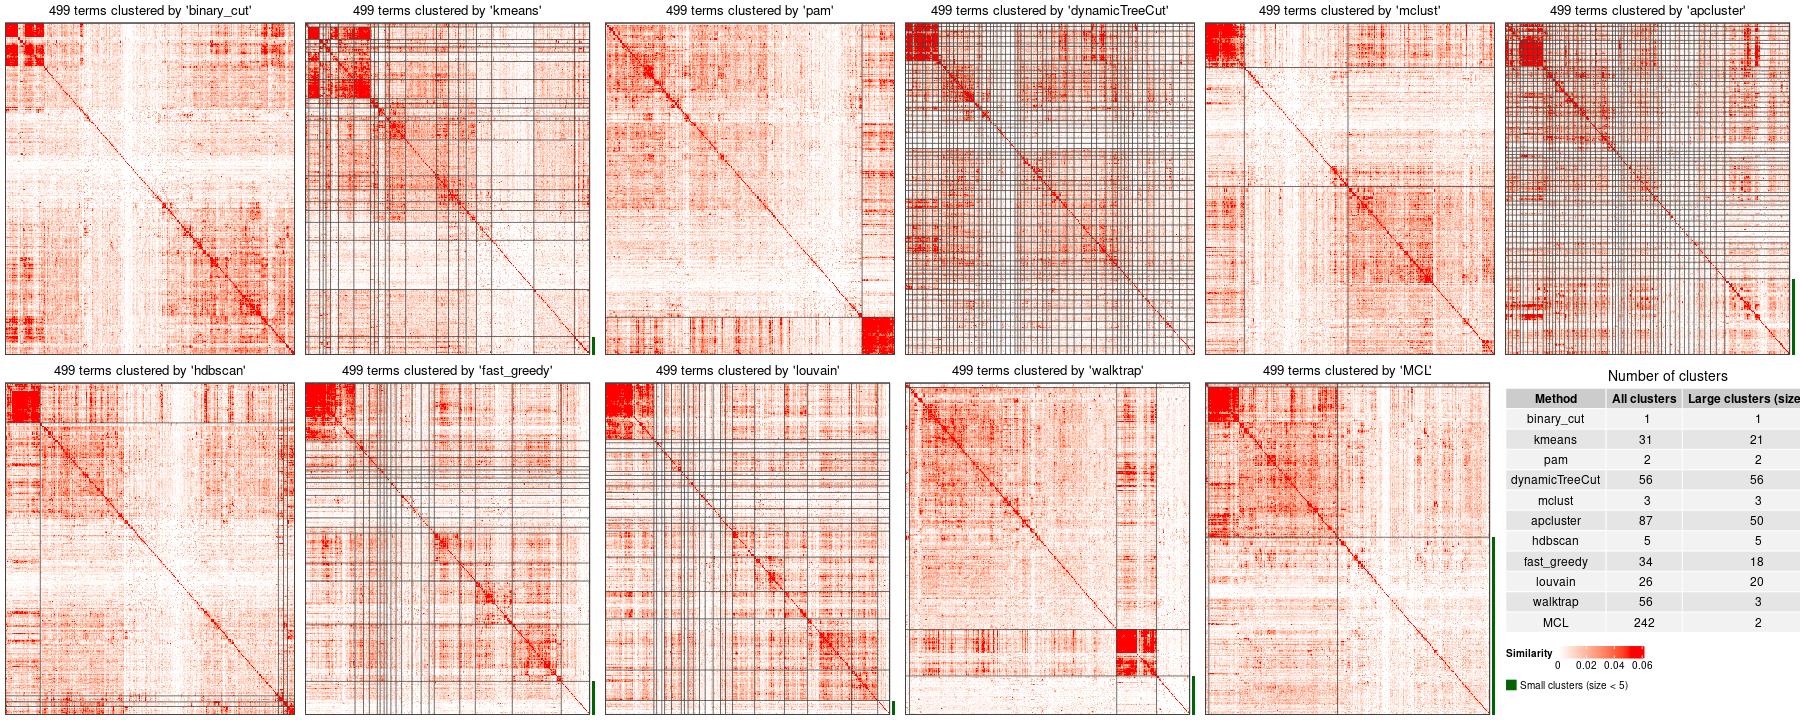 499 terms clustered by 'binary_cut'
499 terms clustered by 'kmeans'
499 terms clustered by 'pam'
499 terms clustered by 'dynamicTreeCut'
499 terms clustered by 'mclust'
499 terms clustered by 'apcluster'
499 terms clustered by 'hdbscan'
499 terms clustered by 'fast_greedy'
499 terms clustered by 'louvain'
499 terms clustered by 'walktrap'
499 terms clustered by 'MCL'
Number of clusters
Method All clusters Large clusters (size
binary_cut 1 1
kmeans 31 21
pam 2 2
dynamicTreeCut 56 56
mclust 3 3
apcluster 87 50
hdbscan 5 5
fast_greedy 34 18
louvain 26 20
walktrap 56 3
MCL 242 2
Similarity
0 0.02 0.04 0.06
Small clusters (size < 5)